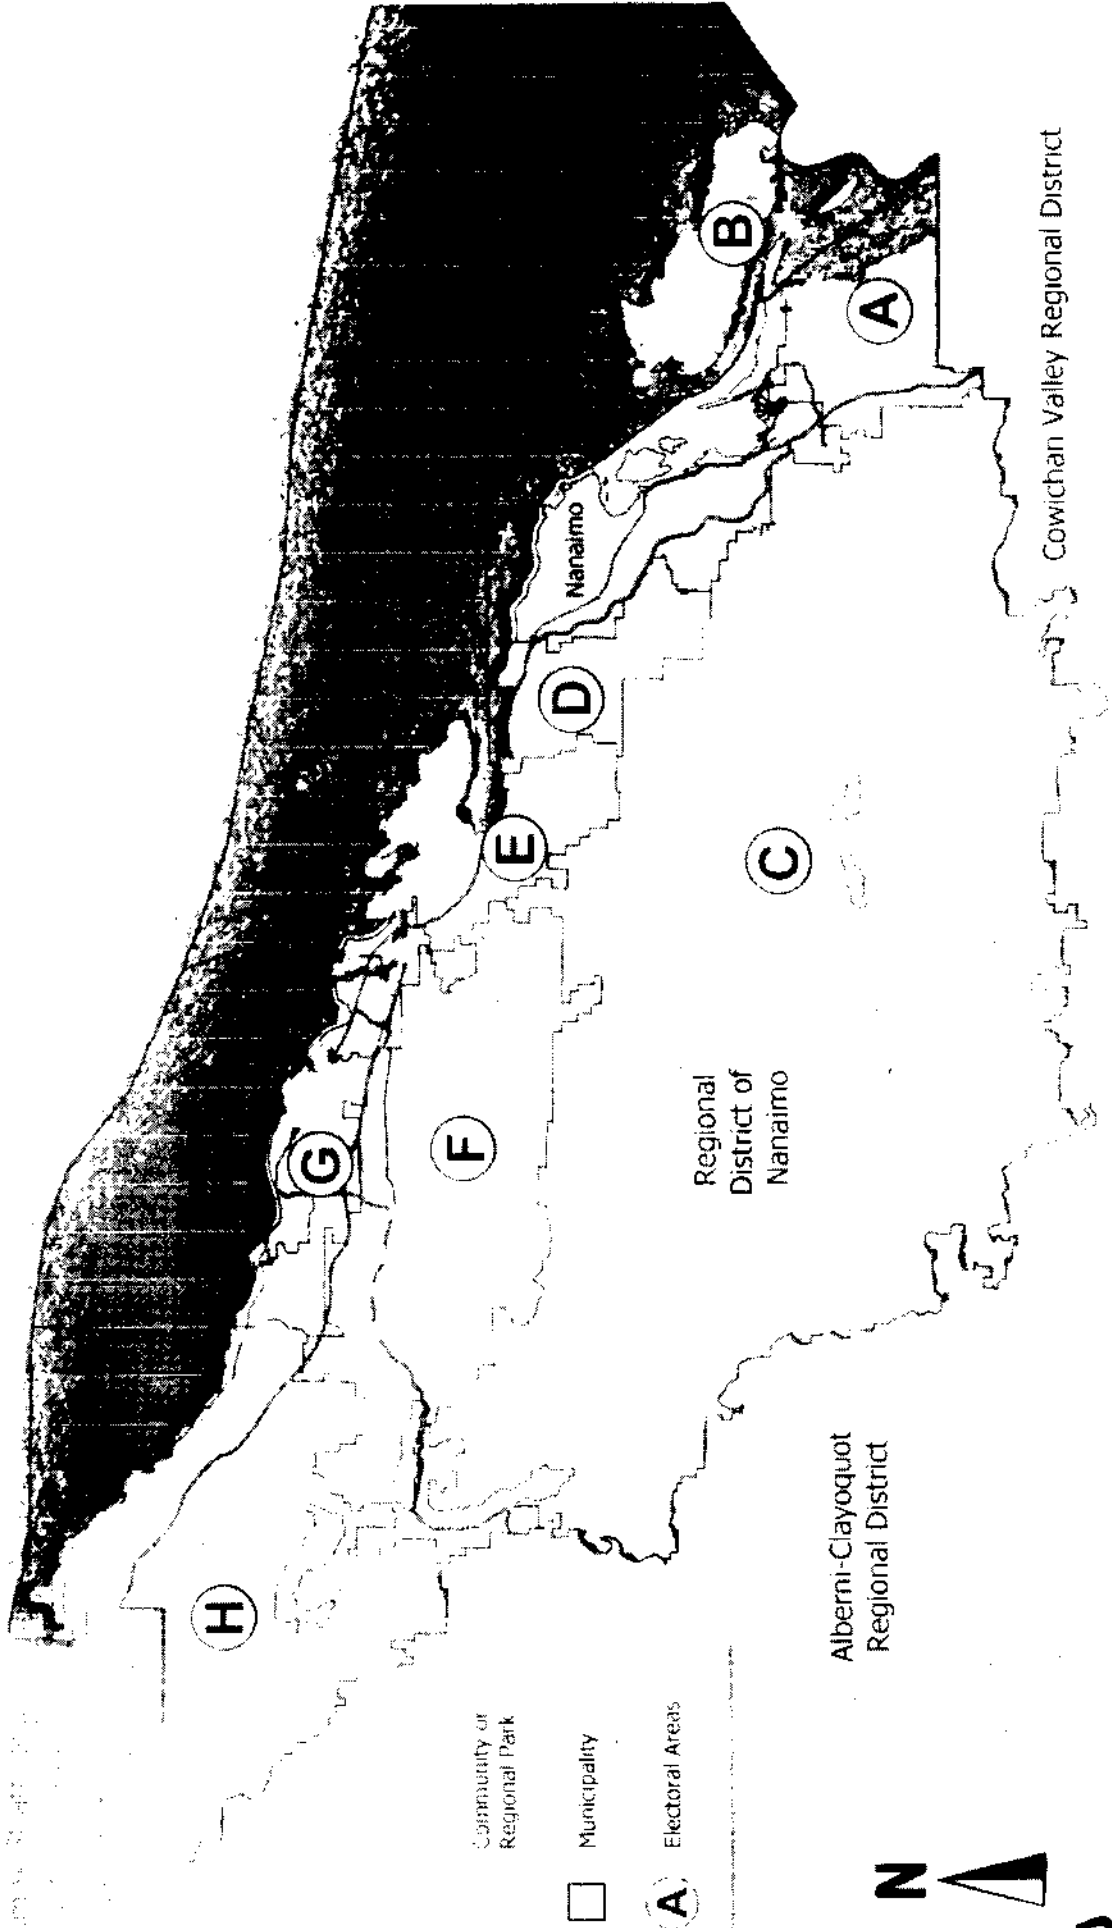 H
G
F
E
D
Nanaimo
B
A
C
Regional
District of
Nanaimo
Alberni-Clayoquot
Regional District
Cowichan Valley Regional District
Community or
Regional Park
Municipality
A
Electoral Areas
N